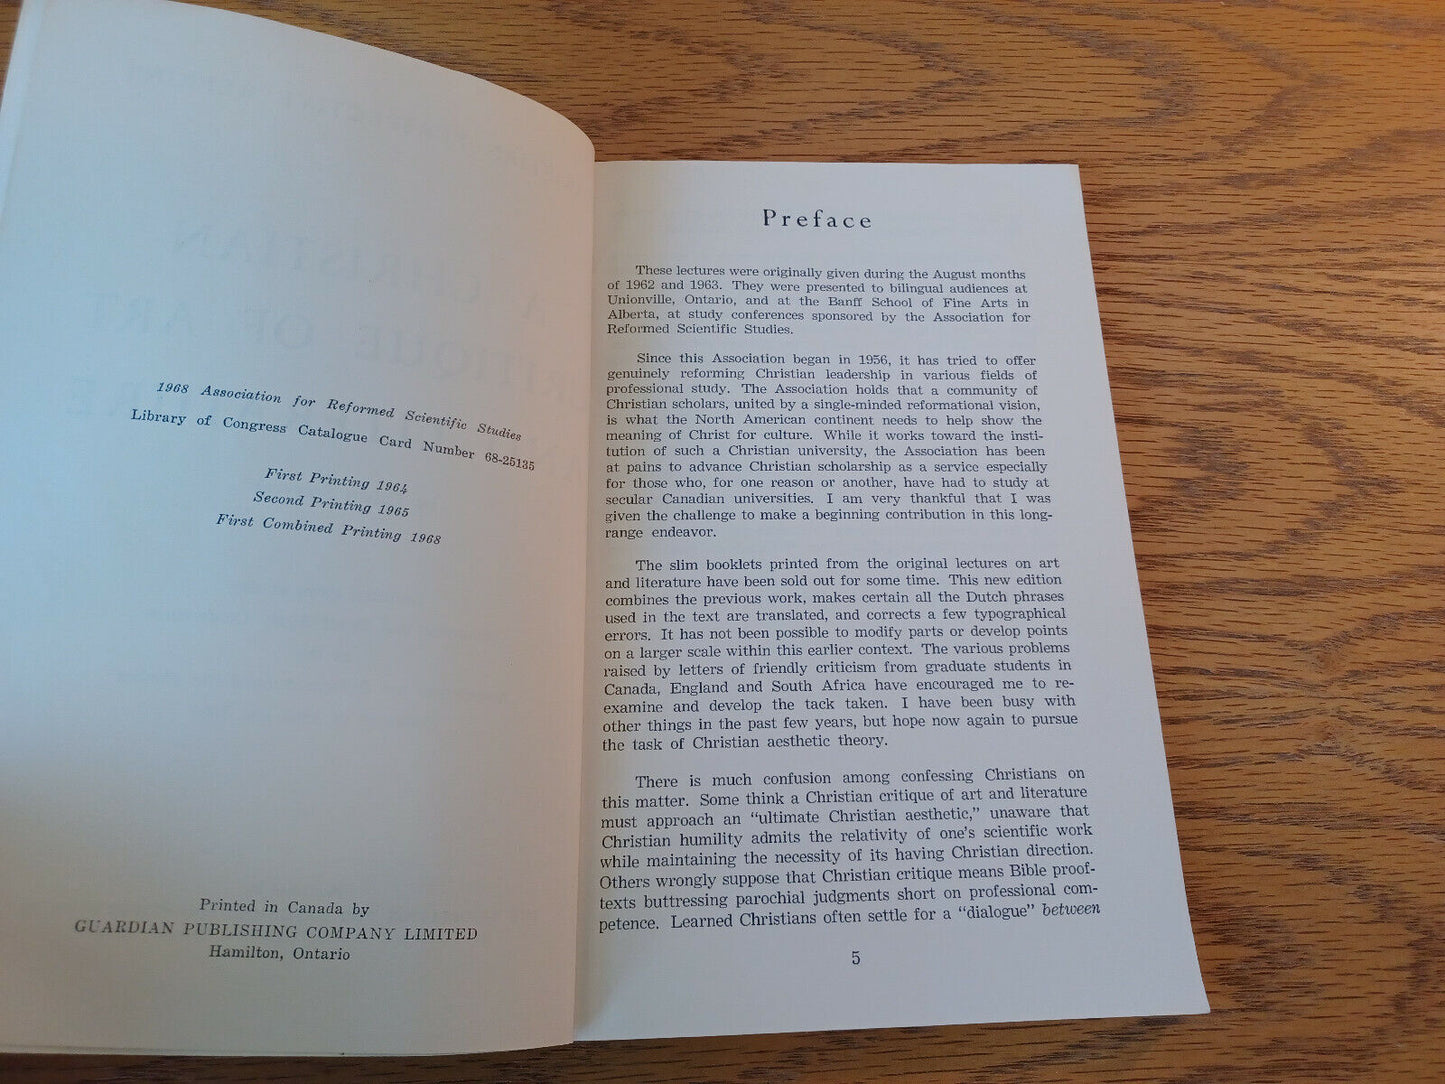 1968 Association for Reformed Scientific Studies
Library of Congress Catalogue Card Number 68-25135
First Printing 1964
Second Printing 1965
First Combined Printing 1968
Printed in Canada by
GUARDIAN PUBLISHING COMPANY LIMITED
Hamilton, Ontario
Preface
These lectures were originally given during the August months
of 1962 and 1963. They were presented to bilingual audiences at
Unionville, Ontario, and at the Banff School of Fine Arts in
Alberta, at study conferences sponsored by the Association for
Reformed Scientific Studies.
Since this Association began in 1956, it has tried to offer
genuinely reforming Christian leadership in various fields of
professional study. The Association holds that a community of
Christian scholars, united by a single-minded reformational vision,
is what the North American continent needs to help show the
meaning of Christ for culture. While it works toward the insti-
tution of such a Christian university, the Association has been
at pains to advance Christian scholarship as a service especially
for those who, for one reason or another, have had to study at
secular Canadian universities. I am very thankful that I was
given the challenge to make a beginning contribution in this long-
range endeavor.
The slim booklets printed from the original lectures on art
and literature have been sold out for some time. This new edition
combines the previous work, makes certain all the Dutch phrases
used in the text are translated, and corrects a few typographical
errors. It has not been possible to modify parts or develop points
on a larger scale within this earlier context. The various problems
raised by letters of friendly criticism from graduate students in
Canada, England and South Africa have encouraged me to re-
examine and develop the tack taken. I have been busy with
other things in the past few years, but hope now again to pursue
the task of Christian aesthetic theory.
There is much confusion among confessing Christians on
this matter. Some think a Christian critique of art and literature
must approach an "ultimate Christian aesthetic," unaware that
Christian humility admits the relativity of one's scientific work
while maintaining the necessity of its having Christian direction.
Others wrongly suppose that Christian critique means Bible proof-
texts buttressing parochial judgments short on professional com-
petence. Learned Christians often settle for a "dialogue" between
5